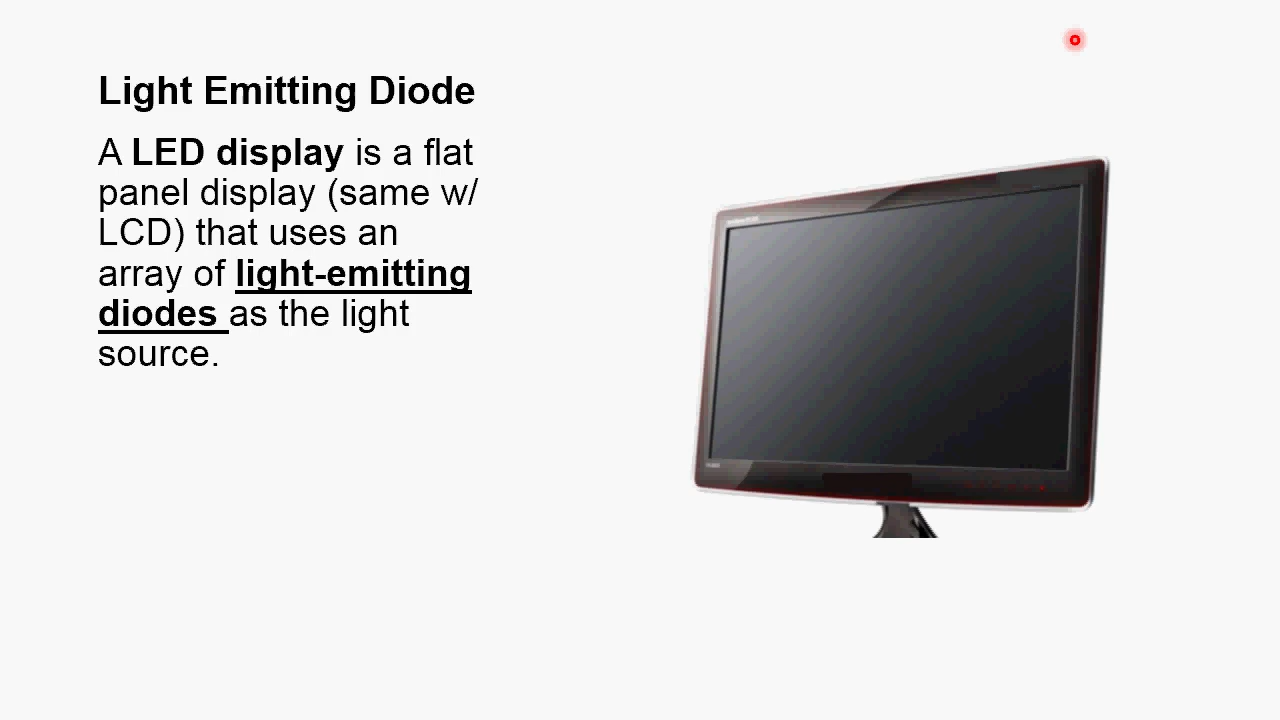 Light Emitting Diode
A LED display is a flat
panel display (same w/
LCD) that uses an
array of light-emitting
diodes as the light
source.